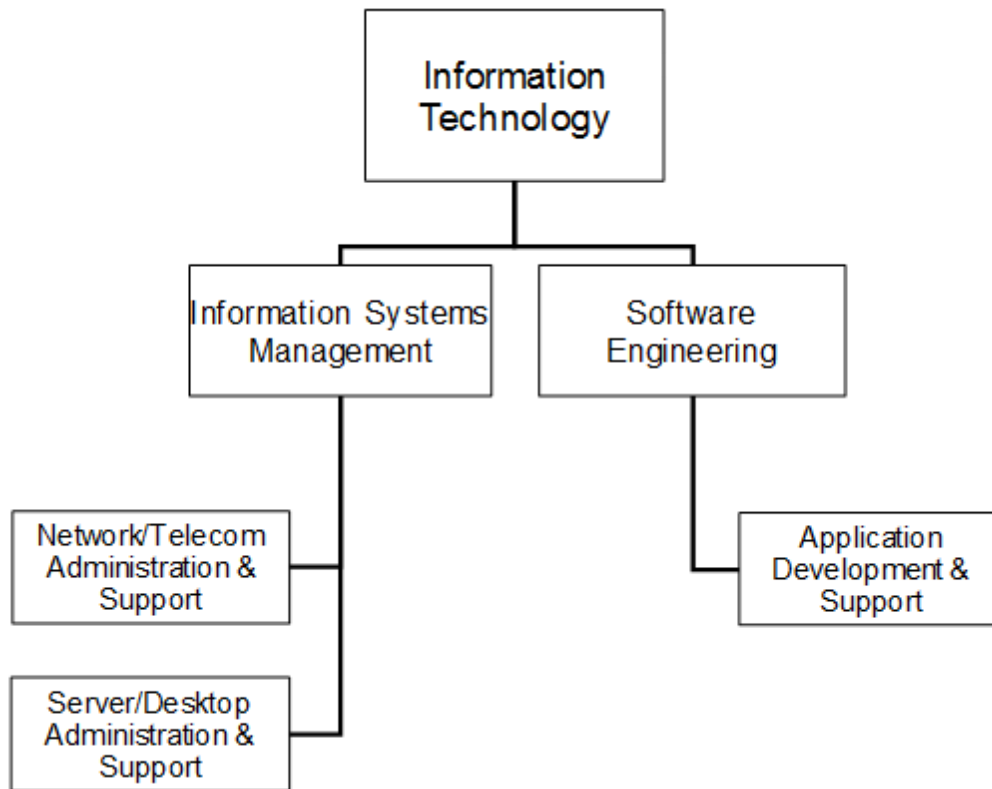 Information
Technology
Information Systems
Management
Software
Engineering
Network/Telecom
Administration &
Support
Application
Development &
Support
Server/Desktop
Administration &
Support